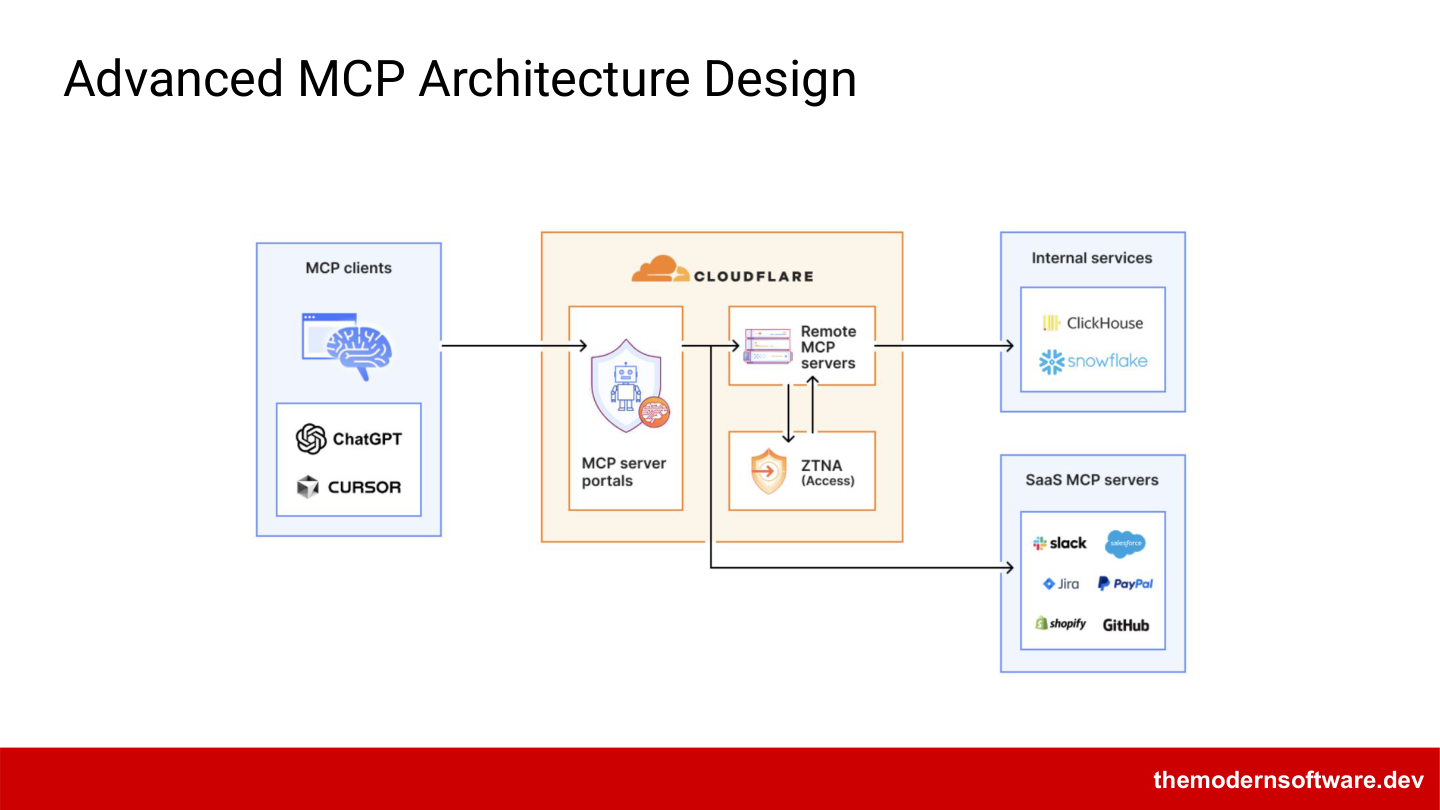 Advanced MCP Architecture Design
MCP clients
ChatGPT
CURSOR
CLOUDFLARE
MCP server
portals
Remote
MCP
servers
ZTNA
(Access)
Internal services
ClickHouse
snowflake
SaaS MCP servers
slack
salesforce
Jira
PayPal
shopify
GitHub
themodernsoftware.dev